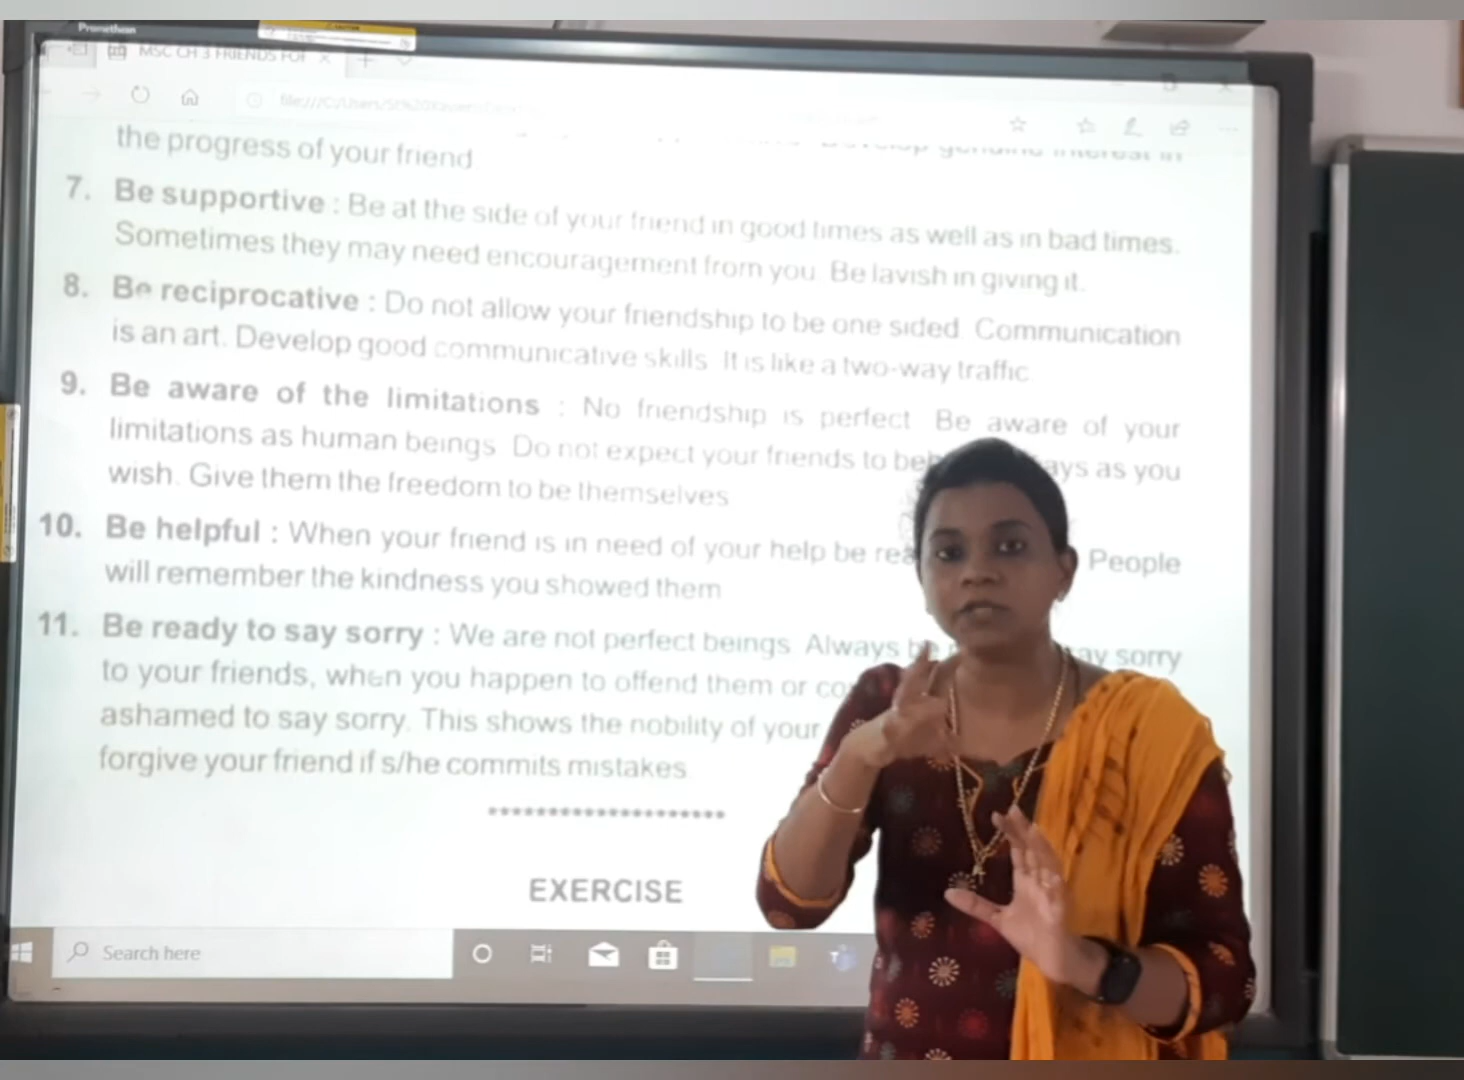 Promethean
MSC CH 3 FRIENDS FOR
the progress of your friend
7. Be supportive : Be at the side of your friend in good times as well as in bad times.
Sometimes they may need encouragement from you. Be lavish in giving it.
8. Be reciprocative : Do not allow your friendship to be one sided. Communication
is an art. Develop good communicative skills. It is like a two-way traffic.
9. Be aware of the limitations : No friendship is perfect. Be aware of your
limitations as human beings. Do not expect your friends to as you
wish. Give them the freedom to be themselves
10. Be helpful : When your friend is in need of your help be People
will remember the kindness you showed them
11. Be ready to say sorry : We are not perfect beings. Always say sorry
to your friends, when you happen to offend them or
ashamed to say sorry. This shows the nobility of your
forgive your friend if s/he commits mistakes.
*******************
EXERCISE
Search here